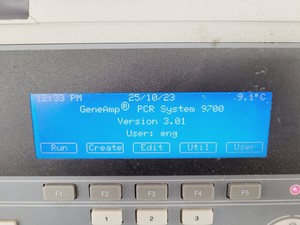 12:33 PM 25/10/23 9.1°C
GeneAmp® PCR System 9700
Version 3.01
User: eng
Run Create Edit Util User
F1 F2 F3 F4 F5
1 2 3